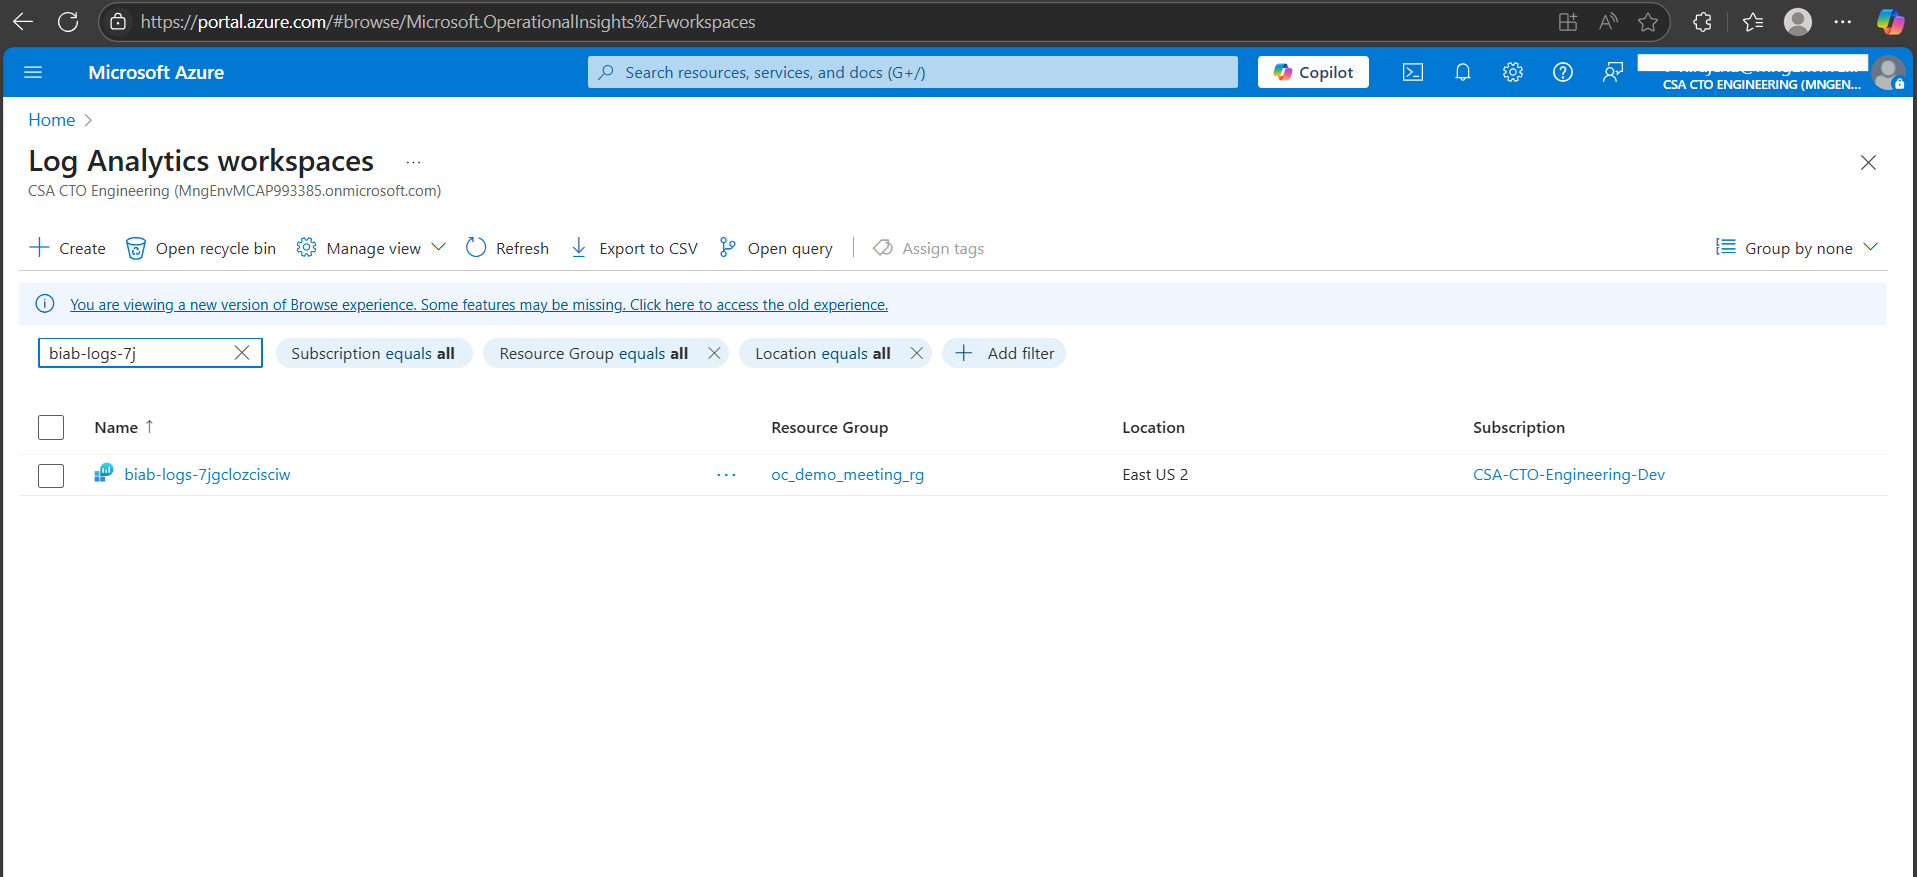 https://portal.azure.com/#browse/Microsoft.OperationalInsights%2Fworkspaces
Microsoft Azure
Search resources, services, and docs (G+/)
Copilot
CSA CTO ENGINEERING (MNGEN...
Home
Log Analytics workspaces
CSA CTO Engineering (MngEnvMCAP993385.onmicrosoft.com)
Create Open recycle bin Manage view Refresh Export to CSV Open query Assign tags Group by none
You are viewing a new version of Browse experience. Some features may be missing. Click here to access the old experience.
biab-logs-7j Subscription equals all Resource Group equals all Location equals all Add filter
Name ↑ Resource Group Location Subscription
biab-logs-7jgclozcisciw ... oc_demo_meeting_rg East US 2 CSA-CTO-Engineering-Dev